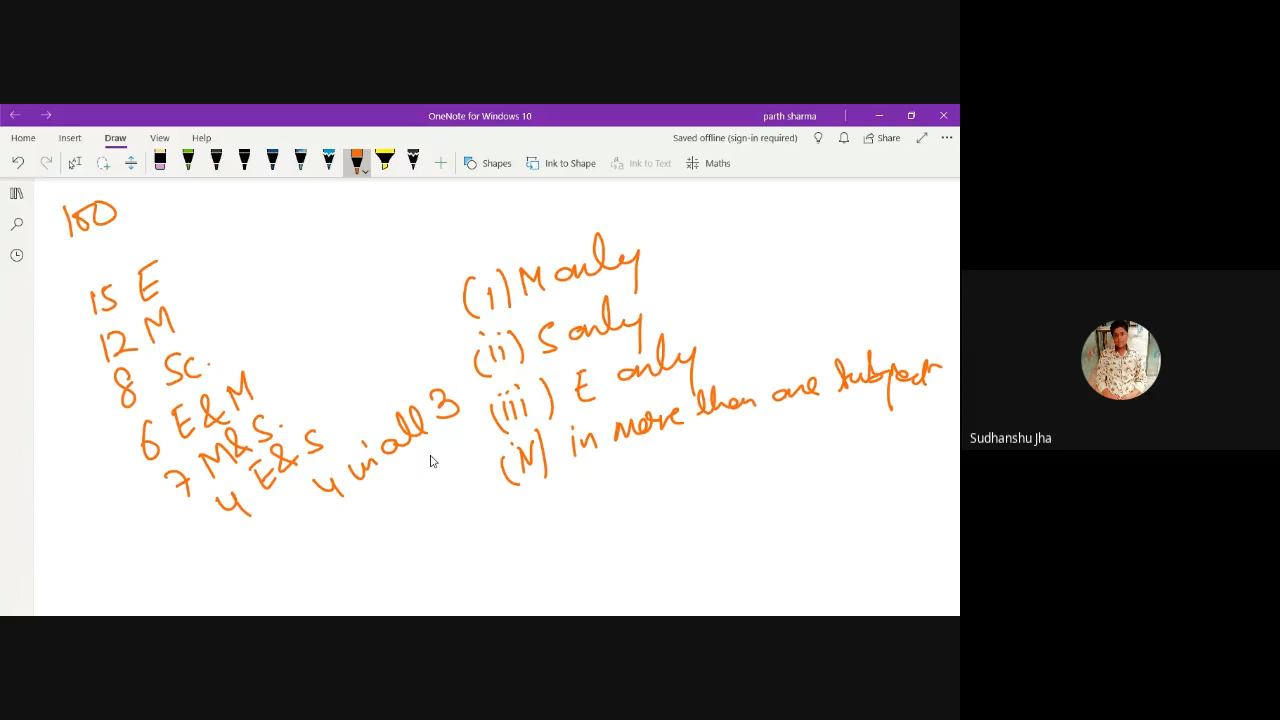 OneNote for Windows 10
parth sharma
Home Insert Draw View Help
Saved offline (sign-in required)
Share
Shapes
Ink to Shape
Ink to Text
Maths
100
15 E
12 M
8 Sc.
6 E & M
7 M & S.
4 E & S
4 in all 3
(i) M only
(ii) S only
(iii) E only
(iv) in more than one subject
Sudhanshu Jha